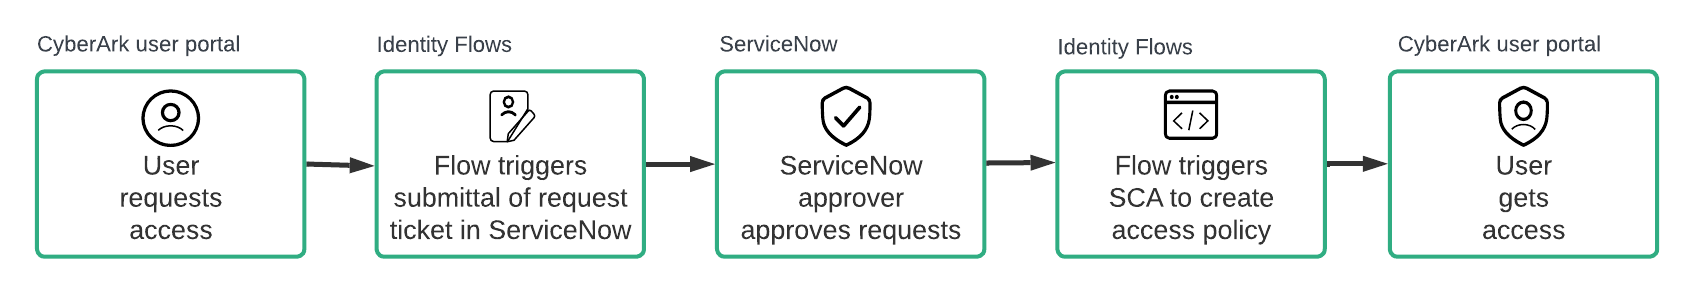 CyberArk user portal
User
requests
access
Identity Flows
Flow triggers
submittal of request
ticket in ServiceNow
ServiceNow
ServiceNow
approver
approves requests
Identity Flows
Flow triggers
SCA to create
access policy
CyberArk user portal
User
gets
access